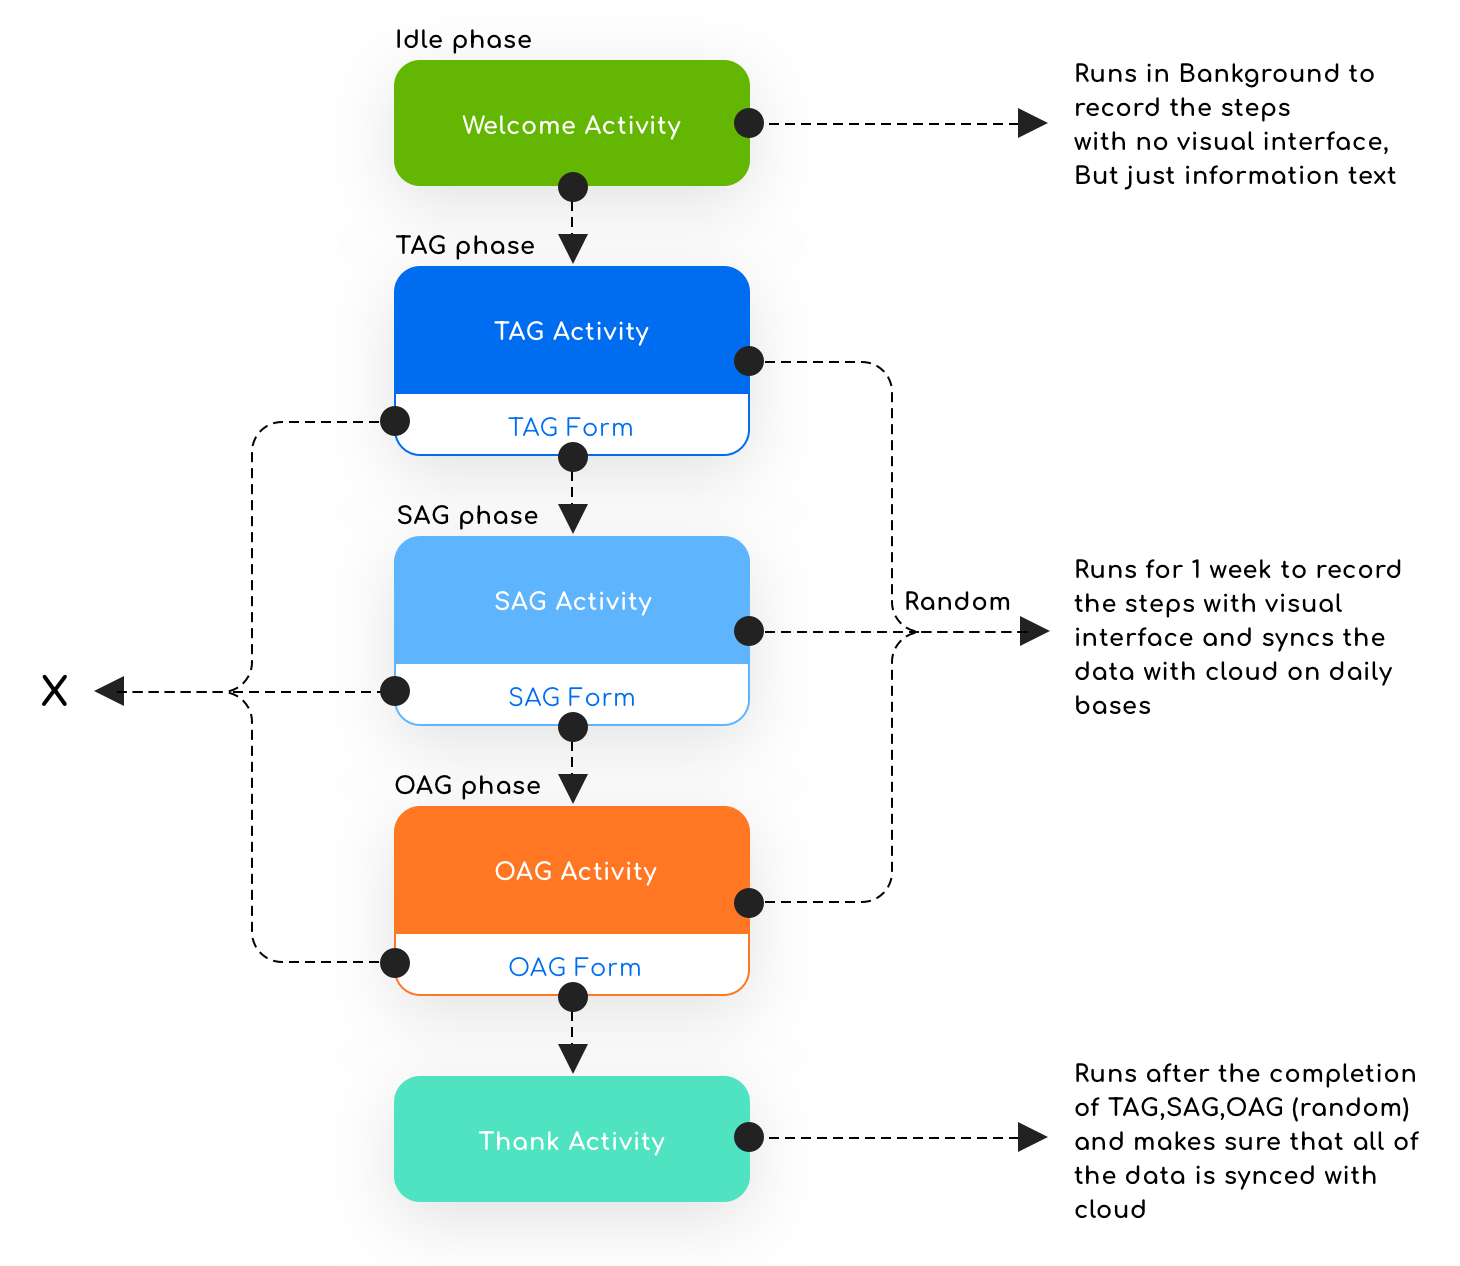 Idle phase
Welcome Activity
Runs in Bankground to
record the steps
with no visual interface,
But just information text
TAG phase
TAG Activity
TAG Form
SAG phase
SAG Activity
SAG Form
Random
Runs for 1 week to record
the steps with visual
interface and syncs the
data with cloud on daily
bases
X
OAG phase
OAG Activity
OAG Form
Thank Activity
Runs after the completion
of TAG,SAG,OAG (random)
and makes sure that all of
the data is synced with
cloud